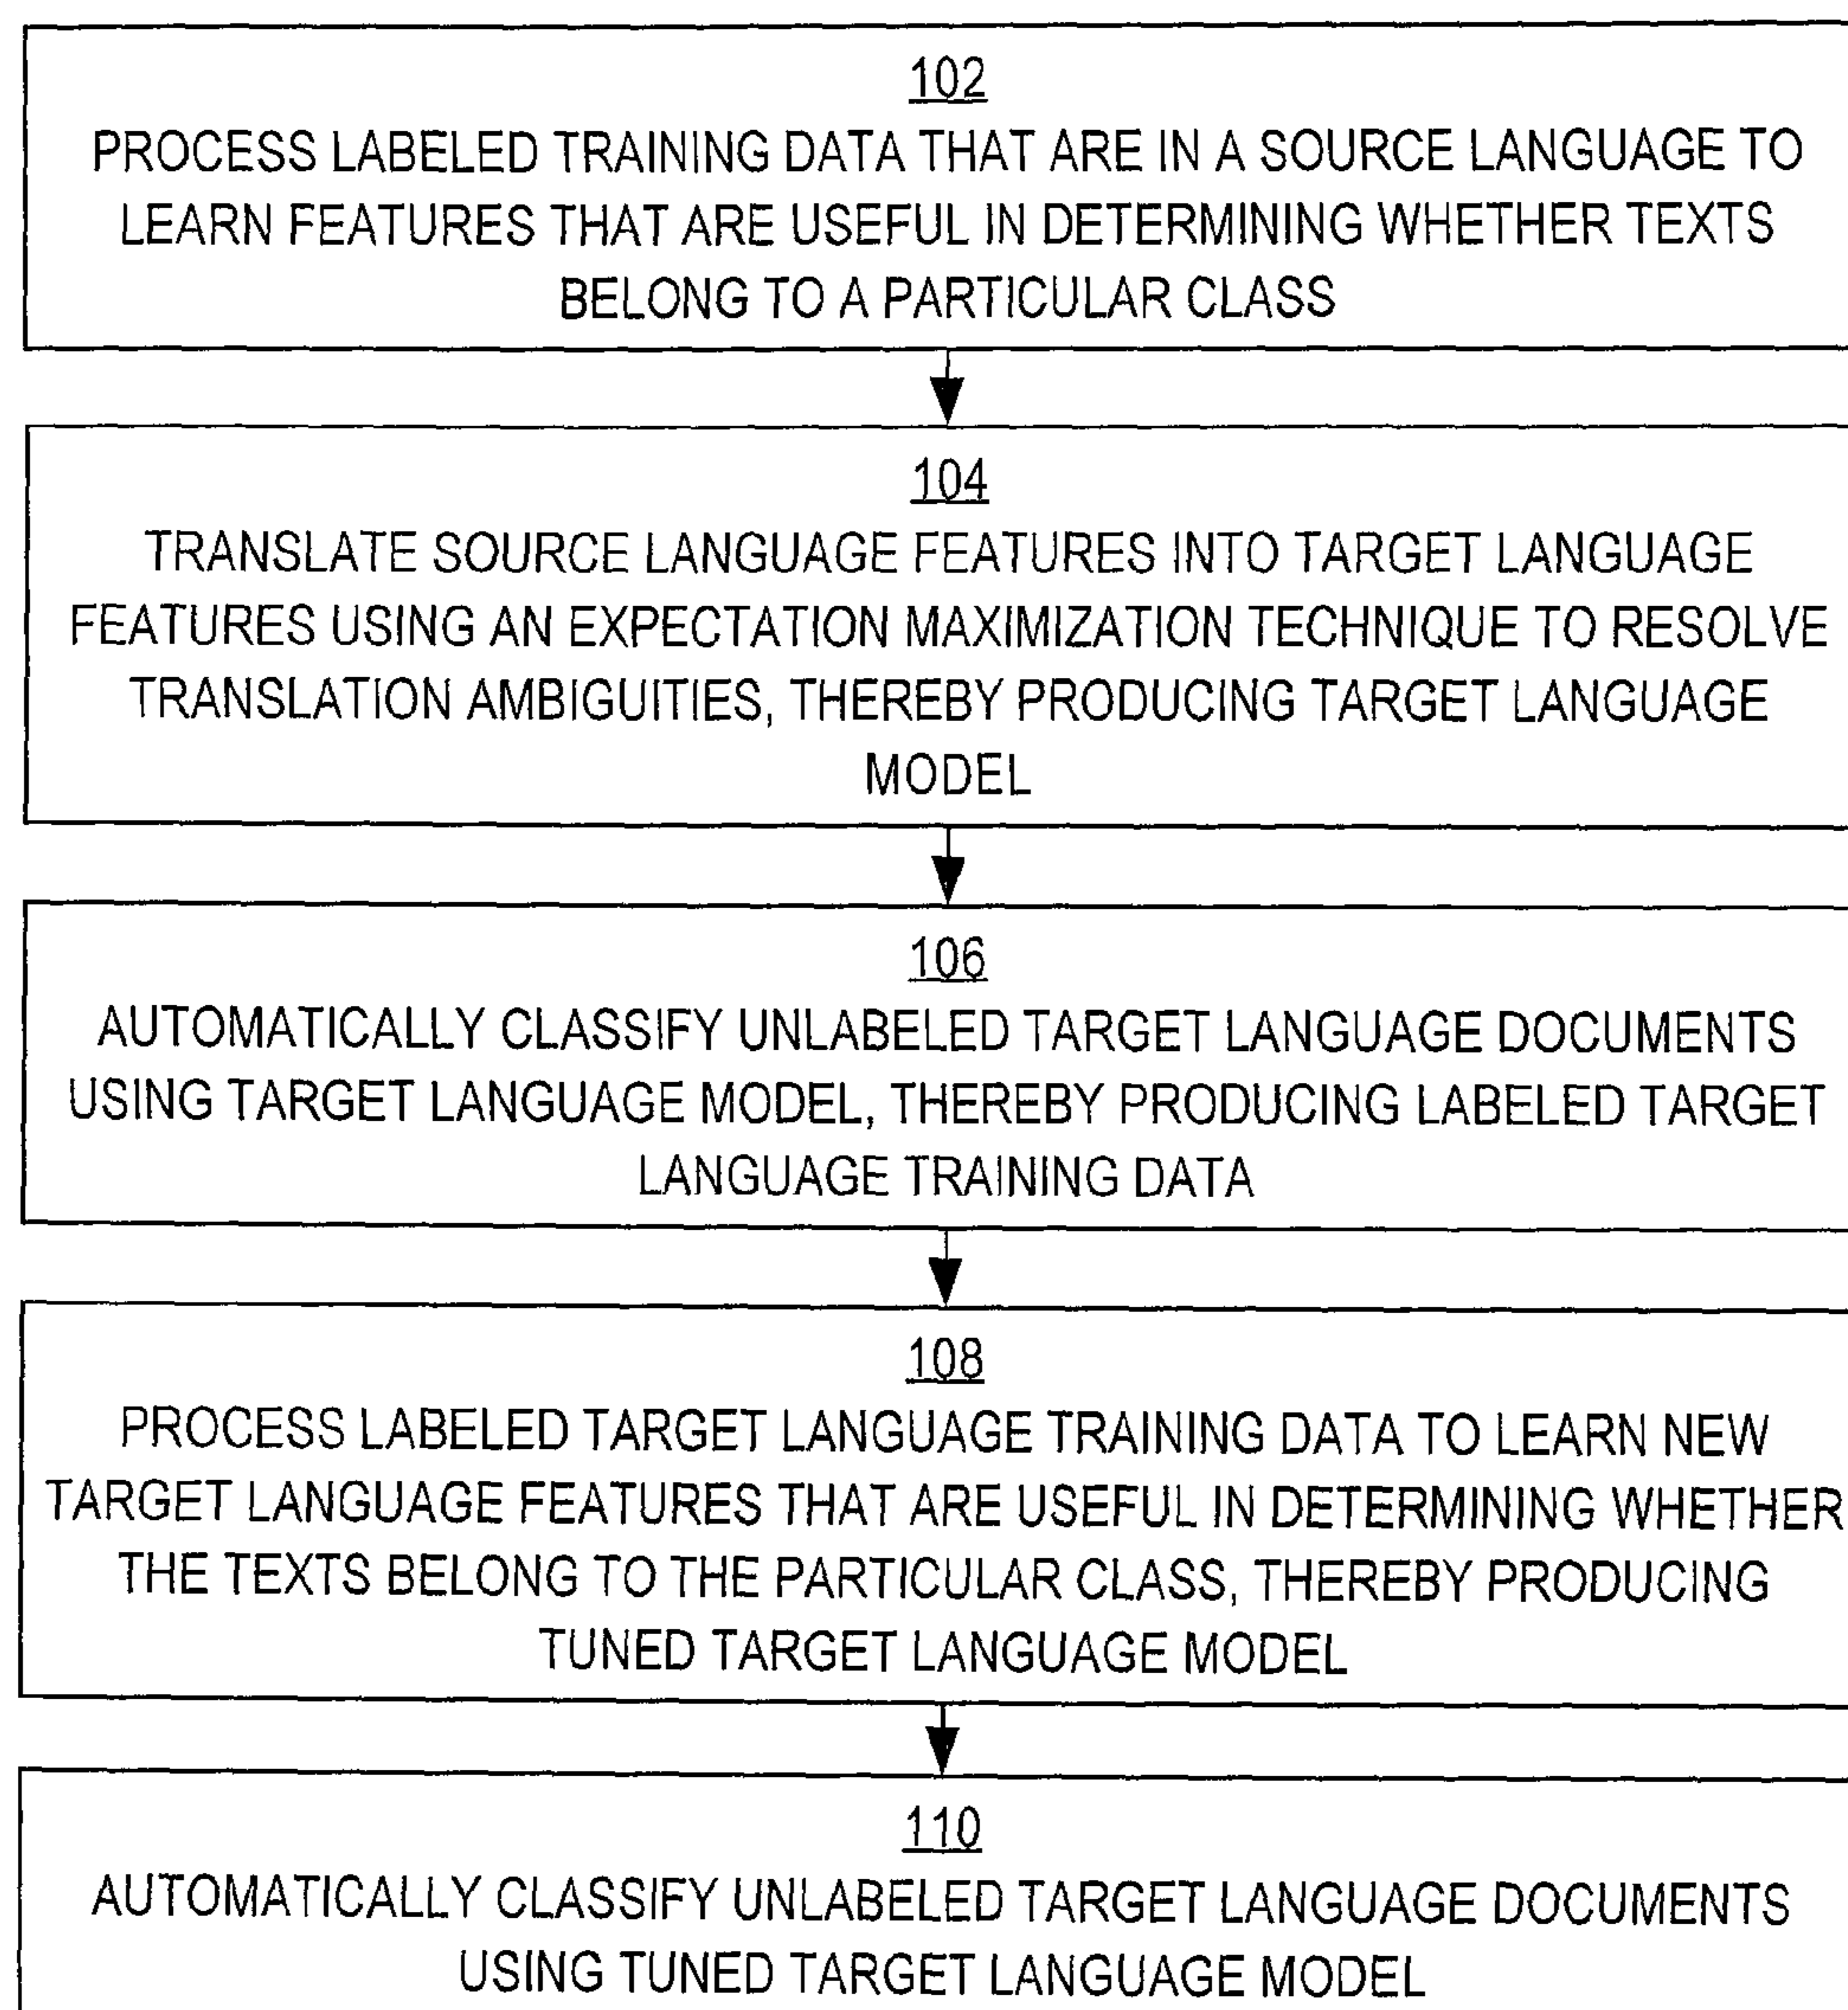 102
PROCESS LABELED TRAINING DATA THAT ARE IN A SOURCE LANGUAGE TO
LEARN FEATURES THAT ARE USEFUL IN DETERMINING WHETHER TEXTS
BELONG TO A PARTICULAR CLASS
104
TRANSLATE SOURCE LANGUAGE FEATURES INTO TARGET LANGUAGE
FEATURES USING AN EXPECTATION MAXIMIZATION TECHNIQUE TO RESOLVE
TRANSLATION AMBIGUITIES, THEREBY PRODUCING TARGET LANGUAGE
MODEL
106
AUTOMATICALLY CLASSIFY UNLABELED TARGET LANGUAGE DOCUMENTS
USING TARGET LANGUAGE MODEL, THEREBY PRODUCING LABELED TARGET
LANGUAGE TRAINING DATA
108
PROCESS LABELED TARGET LANGUAGE TRAINING DATA TO LEARN NEW
TARGET LANGUAGE FEATURES THAT ARE USEFUL IN DETERMINING WHETHER
THE TEXTS BELONG TO THE PARTICULAR CLASS, THEREBY PRODUCING
TUNED TARGET LANGUAGE MODEL
110
AUTOMATICALLY CLASSIFY UNLABELED TARGET LANGUAGE DOCUMENTS
USING TUNED TARGET LANGUAGE MODEL